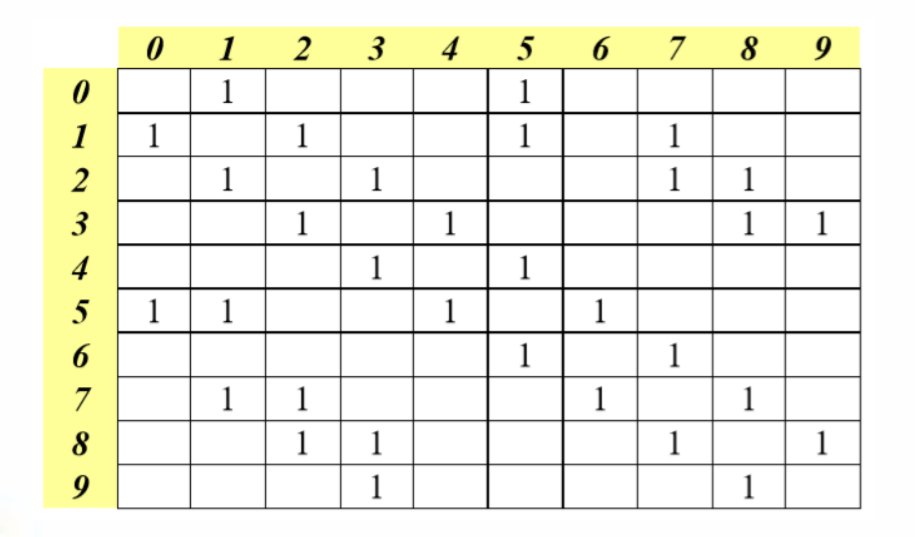 0 1 2 3 4 5 6 7 8 9
0 1 1
1 1 1 1 1
2 1 1 1 1
3 1 1 1 1
4 1 1
5 1 1 1 1
6 1 1
7 1 1 1 1
8 1 1 1 1
9 1 1